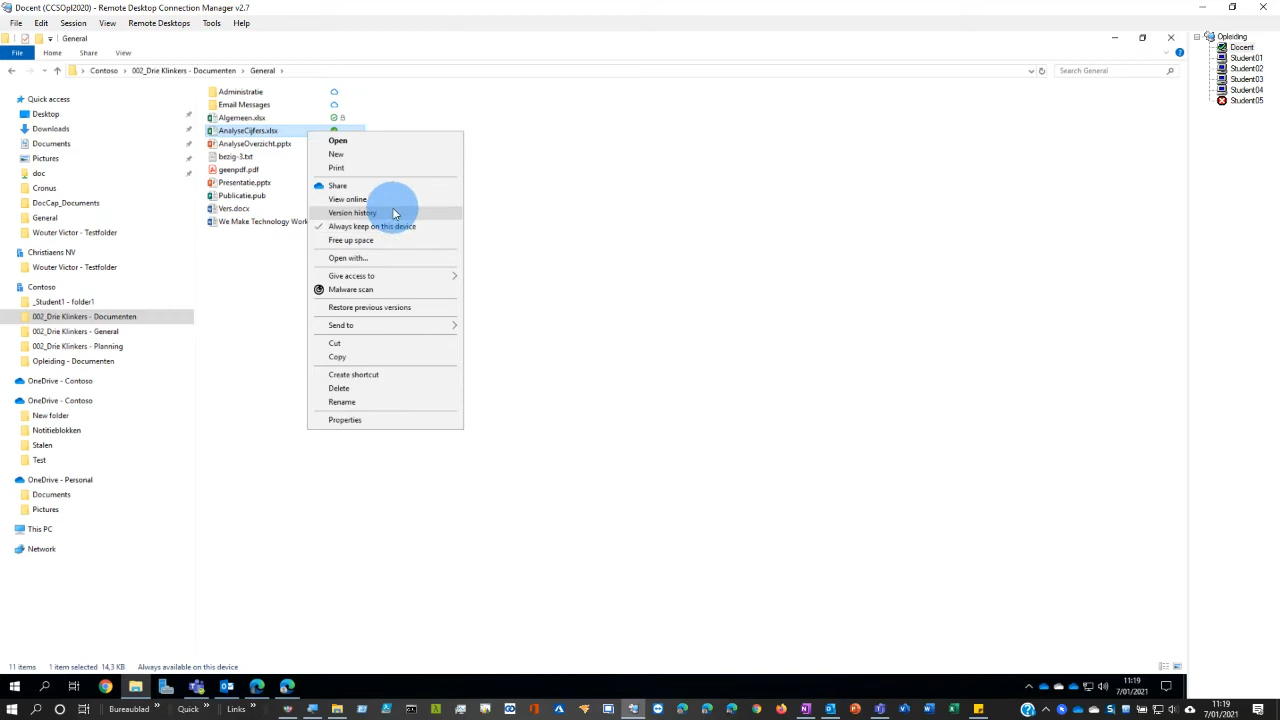 Docent (CCSOpl2020) - Remote Desktop Connection Manager v2.7
File Edit Session View Remote Desktops Tools Help
General
File Home Share View
Contoso 002_Drie Klinkers - Documenten General
Search General
Quick access
Desktop
Downloads
Documents
Pictures
doc
Cronus
DocCap_Documents
General
Wouter Victor - Testfolder
Christiaens NV
Wouter Victor - Testfolder
Contoso
_Student1 - folder1
002_Drie Klinkers - Documenten
002_Drie Klinkers - General
002_Drie Klinkers - Planning
Opleiding - Documenten
OneDrive - Contoso
OneDrive - Contoso
New folder
Notitieblokken
Stalen
Test
OneDrive - Personal
Documents
Pictures
This PC
Network
Administratie
Email Messages
Algemeen.xlsx
AnalyseCijfers.xlsx
AnalyseOverzicht.pptx
bezig-3.txt
geenpdf.pdf
Presentatie.pptx
Publicatie.pub
Vers.docx
We Make Technology Work
Open
New
Print
Share
View online
Version history
Always keep on this device
Free up space
Open with...
Give access to
Malware scan
Restore previous versions
Send to
Cut
Copy
Create shortcut
Delete
Rename
Properties
Opleiding
Docent
Student01
Student02
Student03
Student04
Student05
11 items 1 item selected 14,3 KB Always available on this device
11:19
7/01/2021
Bureaublad Quick Links
11:19
7/01/2021